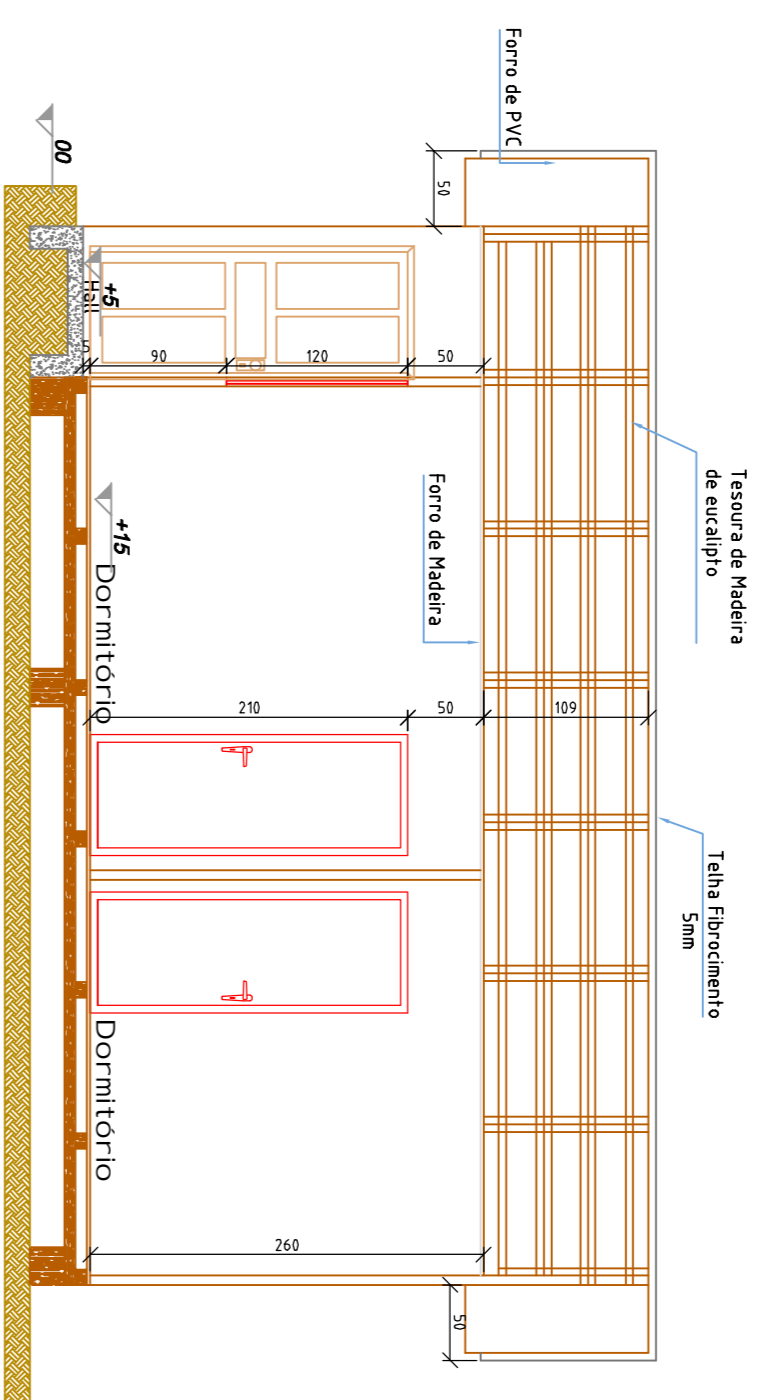 Tesoura de Madeira
de eucalipto
Telha Fibrocimento
5mm
Forro de PVC
50
109
Forro de Madeira
50
50
120
90
5
210
260
50
Hall
+5
00
+15
Dormitório
Dormitório